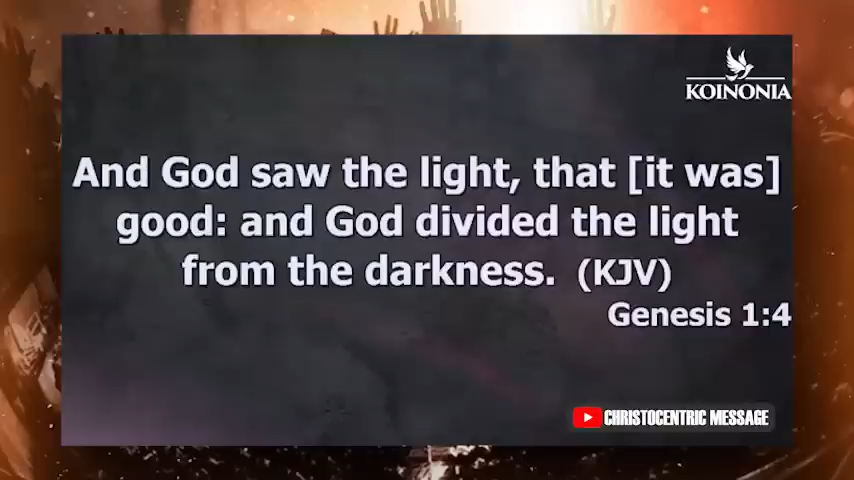 KOINONIA
And God saw the light, that [it was]
good: and God divided the light
from the darkness. (KJV)
Genesis 1:4
CHRISTOCENTRIC MESSAGE